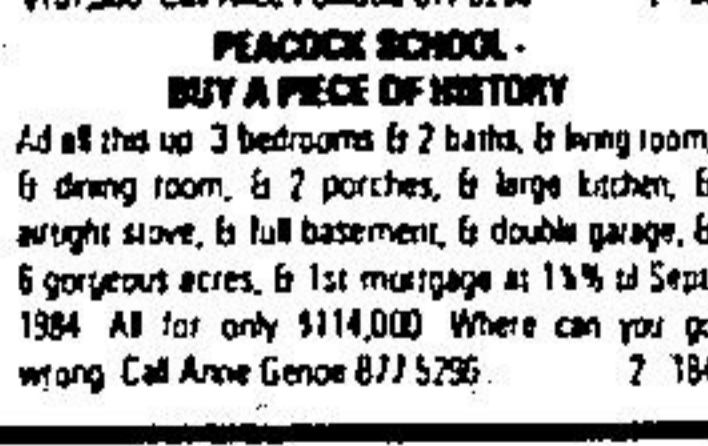 PEACOCK SCHOOL -
BUY A PIECE OF HISTORY
Ad all this up 3 bedrooms & 2 baths, & living room,
& dining room, & 2 porches, & large kitchen, &
airtight stove, & full basement, & double garage, &
6 gorgeous acres, & 1st mortgage at % til Sept
1984 All for only $114,000 Where can you go
wrong Call Anne Genoe 877 5296. 2 184